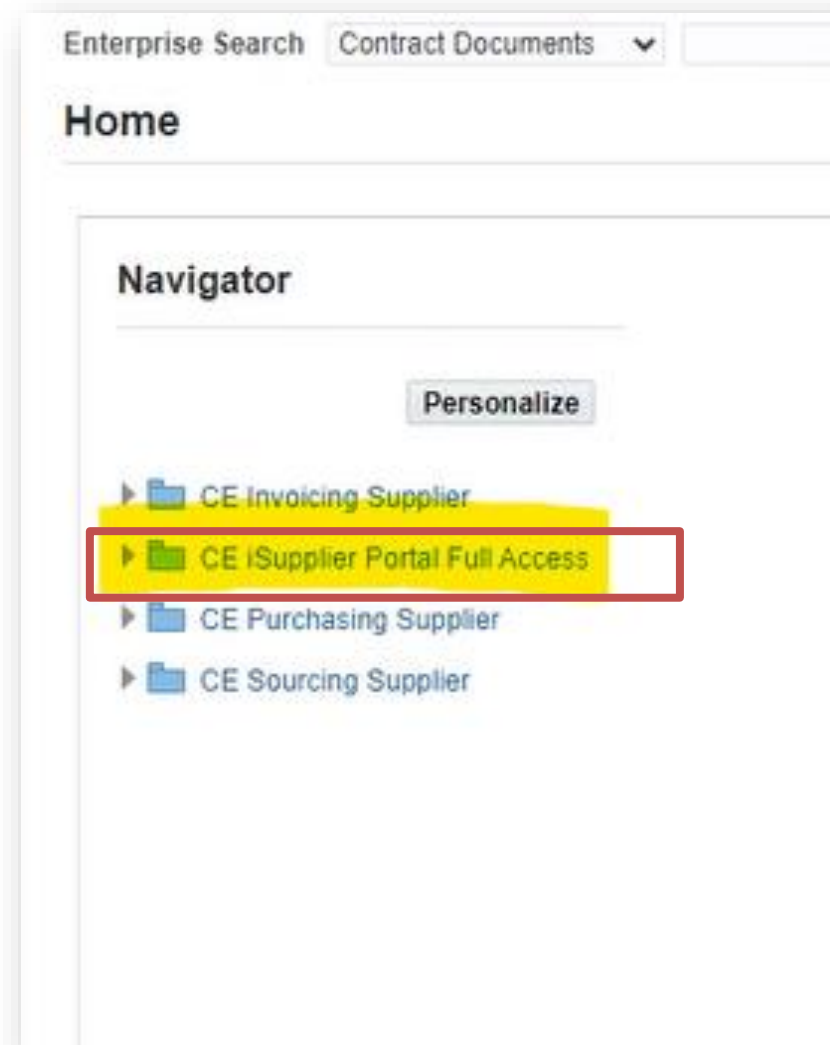 Enterprise Search Contract Documents
Home
Navigator
Personalize
CE Invoicing Supplier
CE iSupplier Portal Full Access
CE Purchasing Supplier
CE Sourcing Supplier